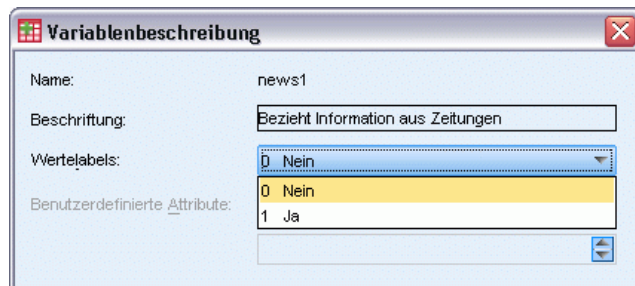 Variablenbeschreibung
Name: news1
Beschriftung: Bezieht Information aus Zeitungen
Wertelabels: 0 Nein
0 Nein
Benutzerdefinierte Attribute:
1 Ja